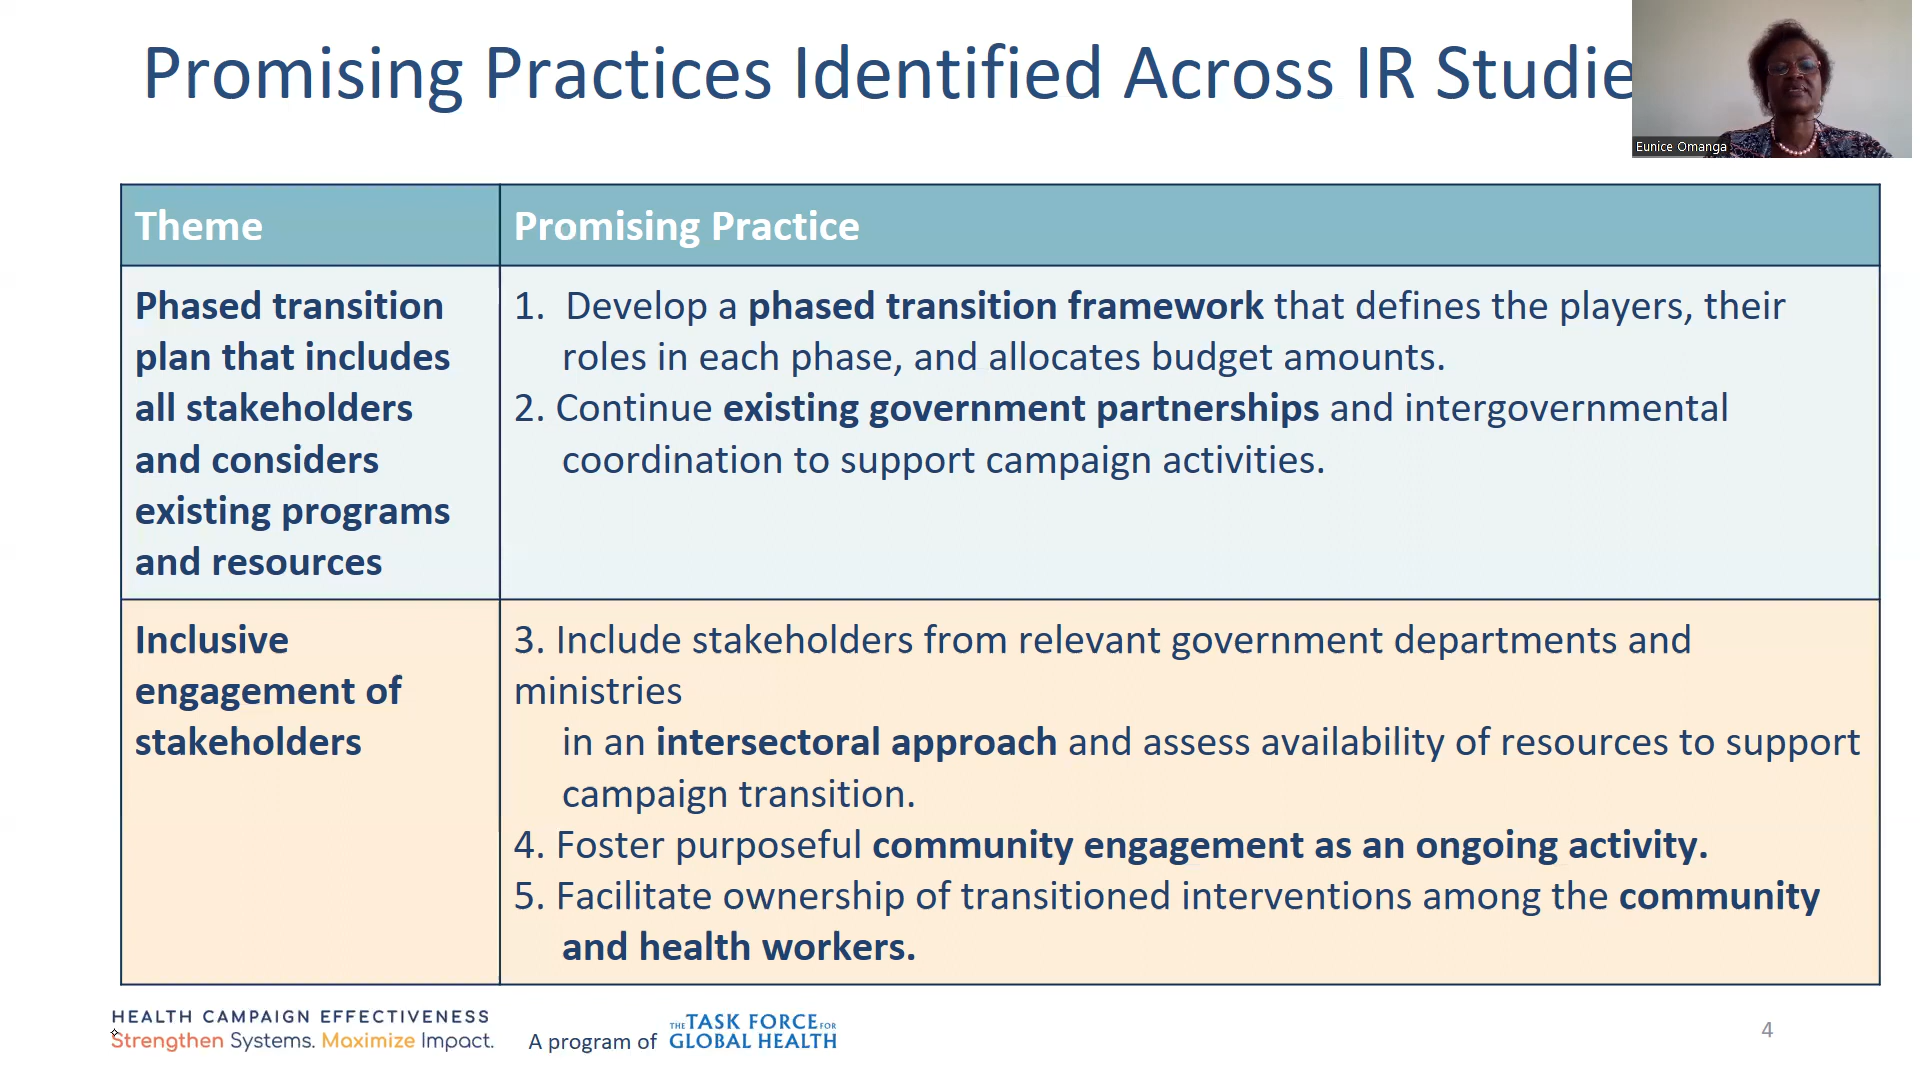 Promising Practices Identified Across IR Studie
Eunice Omanga
Theme
Promising Practice
Phased transition
plan that includes
all stakeholders
and considers
existing programs
and resources
1. Develop a phased transition framework that defines the players, their
roles in each phase, and allocates budget amounts.
2. Continue existing government partnerships and intergovernmental
coordination to support campaign activities.
Inclusive
engagement of
stakeholders
3. Include stakeholders from relevant government departments and
ministries
in an intersectoral approach and assess availability of resources to support
campaign transition.
4. Foster purposeful community engagement as an ongoing activity.
5. Facilitate ownership of transitioned interventions among the community
and health workers.
HEALTH CAMPAIGN EFFECTIVENESS
Strengthen Systems. Maximize Impact.
A program of
THE TASK FORCE FOR
GLOBAL HEALTH
4